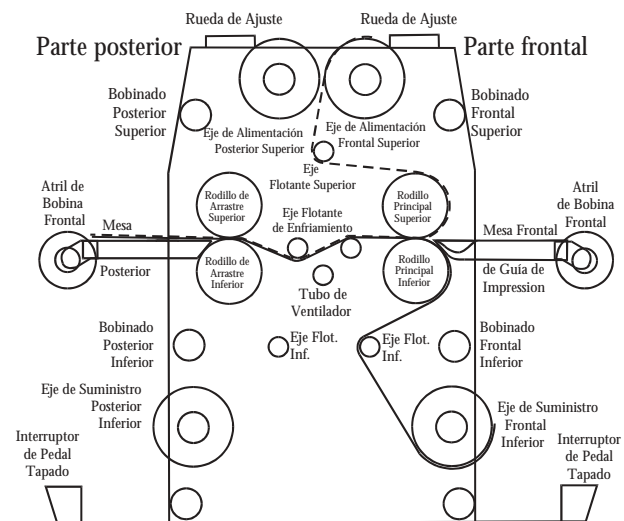 Rueda de Ajuste
Rueda de Ajuste
Parte posterior
Parte frontal
Bobinado
Posterior
Superior
Bobinado
Frontal
Superior
Eje de Alimentación
Posterior Superior
Eje de Alimentación
Frontal Superior
Eje
Flotante Superior
Atril de
Bobina
Frontal
Mesa
Posterior
Rodillo de
Arrastre
Superior
Eje Flotante
de Enfriamiento
Rodillo
Principal
Superior
Atril
de Bobina
Frontal
Mesa Frontal
de Guía de
Impression
Rodillo de
Arrastre
Inferior
Rodillo
Principal
Inferior
Tubo de
Ventilador
Bobinado
Posterior
Inferior
Eje Flot.
Inf.
Eje Flot.
Inf.
Bobinado
Frontal
Inferior
Eje de Suministro
Posterior
Inferior
Eje de Suministro
Frontal
Inferior
Interruptor
de Pedal
Tapado
Interruptor
de Pedal
Tapado